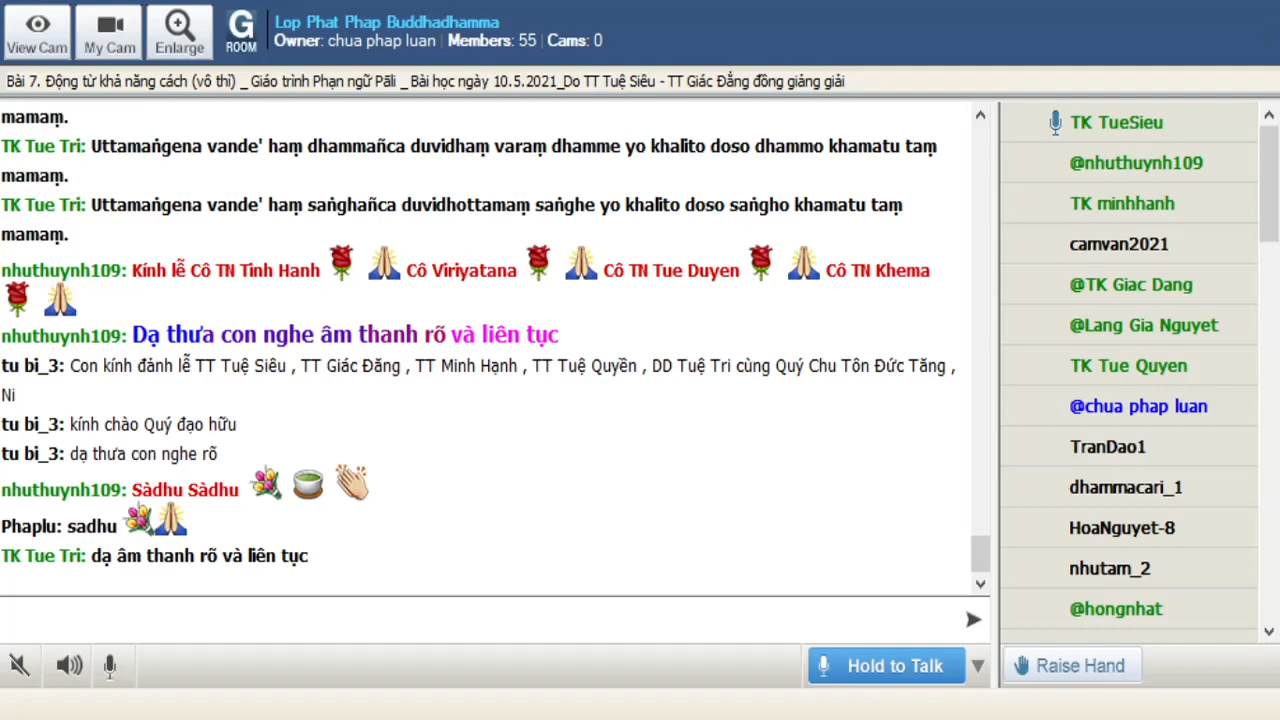 View Cam
My Cam
Enlarge
G
ROOM
Lop Phat Phap Buddhadhamma
Owner: chua phap luan | Members: 55 | Cams: 0
Bài 7. Động từ khả năng cách (vô thì) _ Giáo trình Phạn ngữ Pāli _ Bài học ngày 10.5.2021_Do TT Tuệ Siêu - TT Giác Đẳng đồng giảng giải
mamaṃ.
TK Tue Tri: Uttamaṅgena vande' haṃ dhammañca duvidhaṃ varaṃ dhamme yo khalito doso dhammo khamatu taṃ
mamaṃ.
TK Tue Tri: Uttamaṅgena vande' haṃ saṅghañca duvidhottamaṃ saṅghe yo khalito doso saṅgho khamatu taṃ
mamaṃ.
nhuthuynh109: Kính lễ Cô TN Tinh Hanh Cô Viriyatana Cô TN Tue Duyen Cô TN Khema
nhuthuynh109: Dạ thưa con nghe âm thanh rõ và liên tục
tu bi_3: Con kính đảnh lễ TT Tuệ Siêu , TT Giác Đăng , TT Minh Hạnh , TT Tuệ Quyền , DD Tuệ Tri cùng Quý Chu Tôn Đức Tăng ,
Ni
tu bi_3: kính chào Quý đạo hữu
tu bi_3: dạ thưa con nghe rõ
nhuthuynh109: Sàdhu Sàdhu
Phaplu: sadhu
TK Tue Tri: dạ âm thanh rõ và liên tục
Hold to Talk
TK TueSieu
@nhuthuynh109
TK minhhanh
camvan2021
@TK Giac Dang
@Lang Gia Nguyet
TK Tue Quyen
@chua phap luan
TranDao1
dhammacari_1
HoaNguyet-8
nhutam_2
@hongnhat
Raise Hand